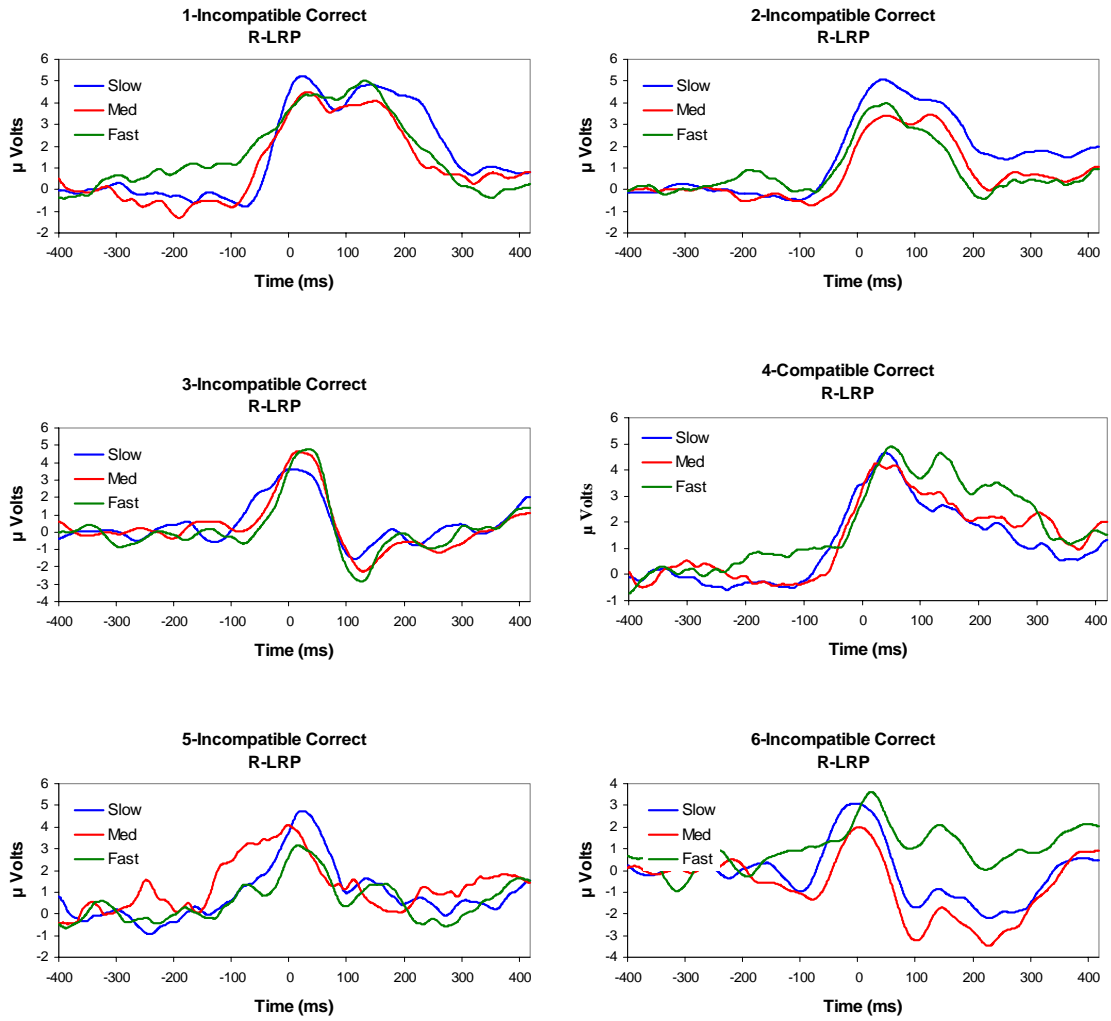 1-Incompatible Correct
R-LRP
6
5
4
3
2
1
0
-1
-2
µ Volts
Slow
Med
Fast
-400 -300 -200 -100 0 100 200 300 400
Time (ms)
2-Incompatible Correct
R-LRP
6
5
4
3
2
1
0
-1
-2
µ Volts
Slow
Med
Fast
-400 -300 -200 -100 0 100 200 300 400
Time (ms)
3-Incompatible Correct
R-LRP
6
5
4
3
2
1
0
-1
-2
-3
-4
µ Volts
Slow
Med
Fast
-400 -300 -200 -100 0 100 200 300 400
Time (ms)
4-Compatible Correct
R-LRP
6
5
4
3
2
1
0
-1
µ Volts
Slow
Med
Fast
-400 -300 -200 -100 0 100 200 300 400
Time (ms)
5-Incompatible Correct
R-LRP
6
5
4
3
2
1
0
-1
-2
µ Volts
Slow
Med
Fast
-400 -300 -200 -100 0 100 200 300 400
Time (ms)
6-Incompatible Correct
R-LRP
4
3
2
1
0
-1
-2
-3
-4
µ Volts
Slow
Med
Fast
-400 -300 -200 -100 0 100 200 300 400
Time (ms)